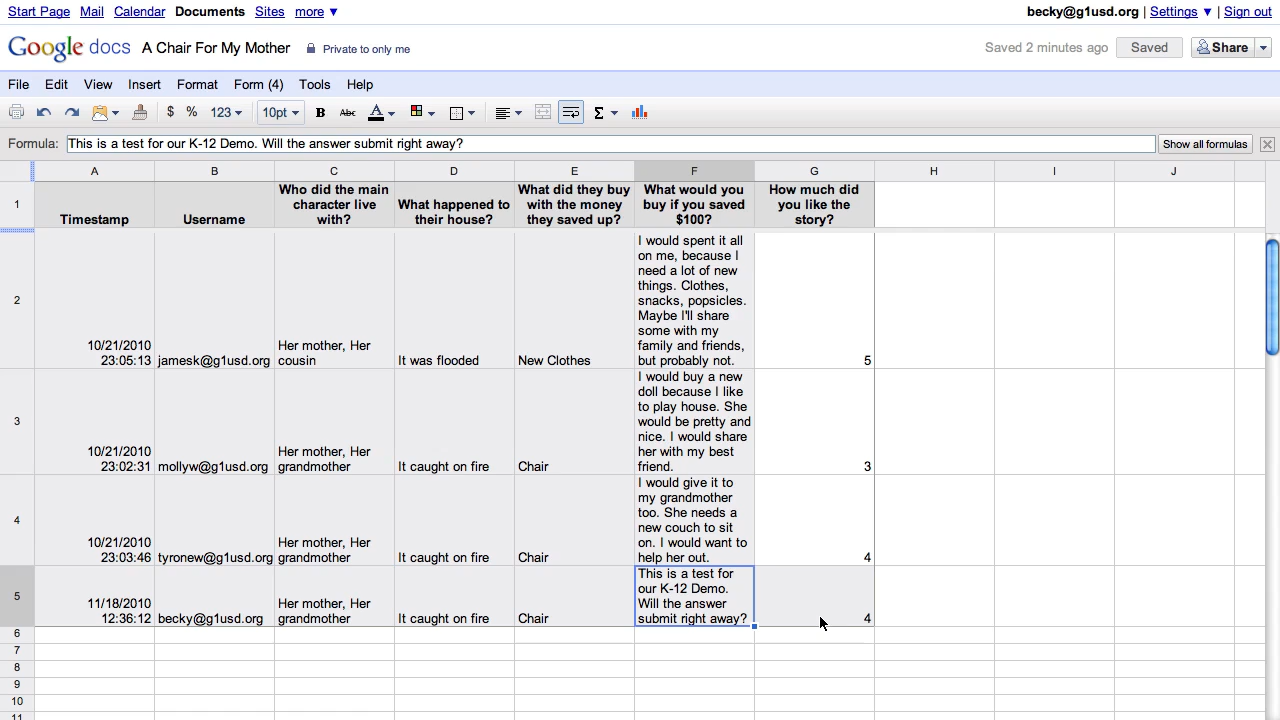 Start Page Mail Calendar Documents Sites more ▼ becky@g1usd.org | Settings ▼ | Sign out
Google docs A Chair For My Mother Private to only me Saved 2 minutes ago Saved Share
File Edit View Insert Format Form (4) Tools Help
$ % 123 10pt B Abc A Σ
Formula: This is a test for our K-12 Demo. Will the answer submit right away? Show all formulas
A B C D E F G H I J
1
Timestamp
Username
Who did the main
character live
with?
What happened to
their house?
What did they buy
with the money
they saved up?
What would you
buy if you saved
$100?
How much did
you like the
story?
2
10/21/2010
23:05:13
jamesk@g1usd.org
Her mother, Her
cousin
It was flooded
New Clothes
I would spent it all
on me, because I
need a lot of new
things. Clothes,
snacks, popsicles.
Maybe I'll share
some with my
family and friends,
but probably not.
5
3
10/21/2010
23:02:31
mollyw@g1usd.org
Her mother, Her
grandmother
It caught on fire
Chair
I would buy a new
doll because I like
to play house. She
would be pretty and
nice. I would share
her with my best
friend.
3
4
10/21/2010
23:03:46
tyronew@g1usd.org
Her mother, Her
grandmother
It caught on fire
Chair
I would give it to
my grandmother
too. She needs a
new couch to sit
on. I would want to
help her out.
4
5
11/18/2010
12:36:12
becky@g1usd.org
Her mother, Her
grandmother
It caught on fire
Chair
This is a test for
our K-12 Demo.
Will the answer
submit right away?
4
6
7
8
9
10
11